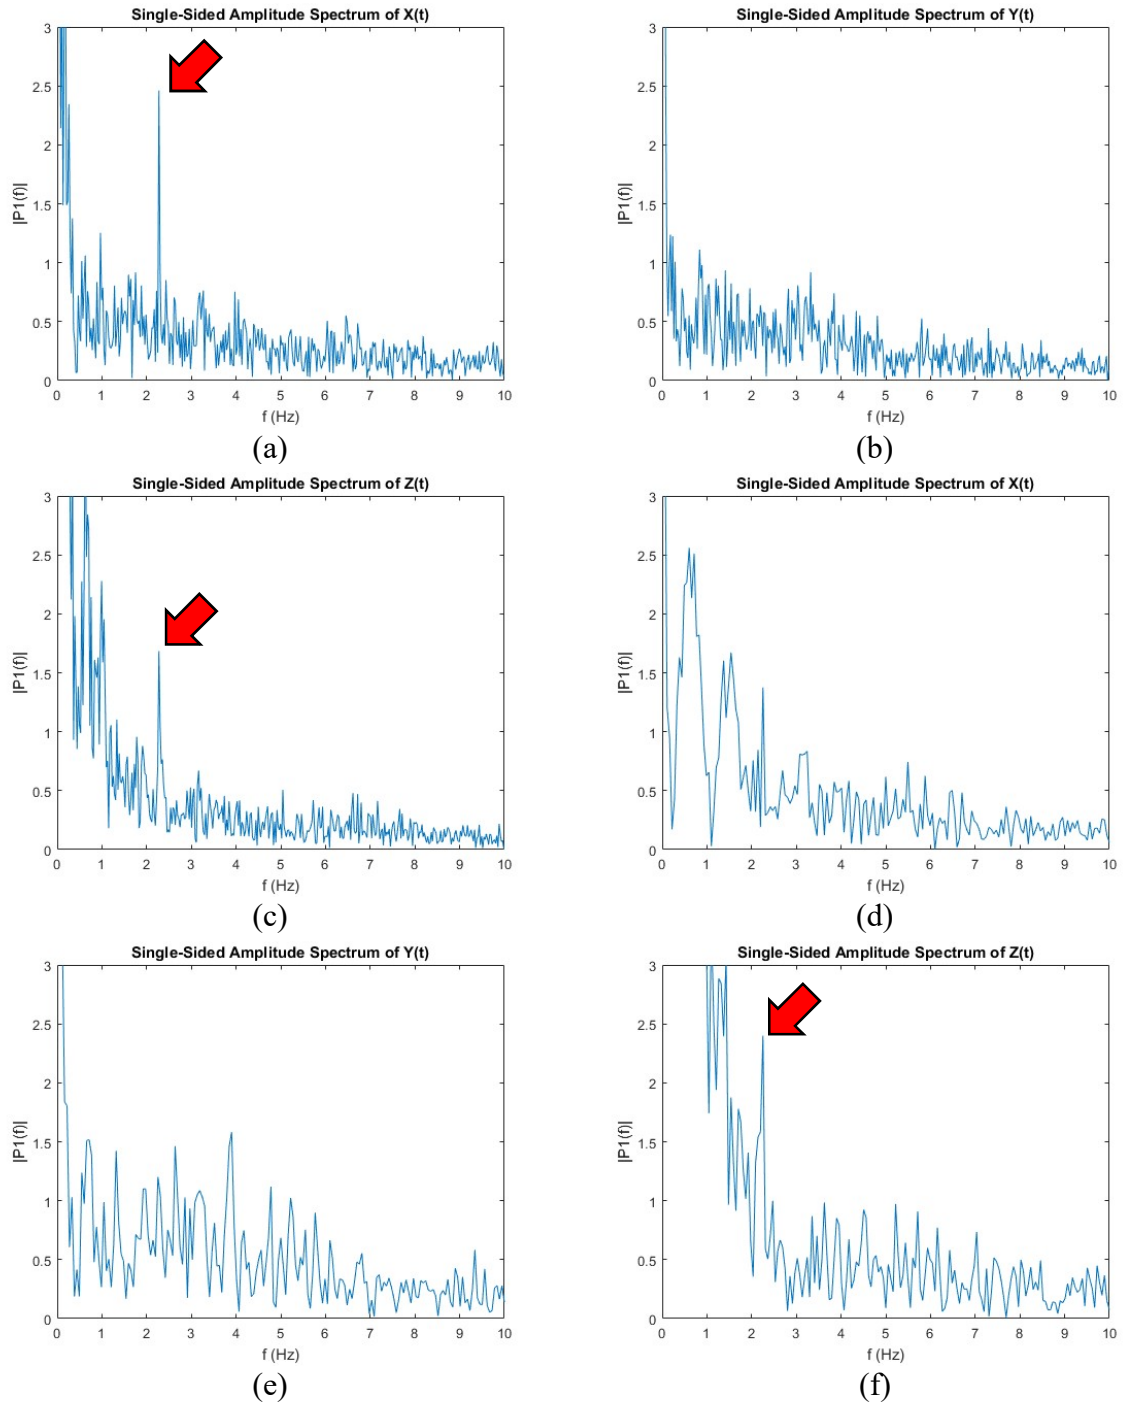 Single-Sided Amplitude Spectrum of X(t)
3
2.5
2
1.5
1
0.5
0
|P1(f)|
0 1 2 3 4 5 6 7 8 9 10
f (Hz)
(a)
Single-Sided Amplitude Spectrum of Y(t)
3
2.5
2
1.5
1
0.5
0
|P1(f)|
0 1 2 3 4 5 6 7 8 9 10
f (Hz)
(b)
Single-Sided Amplitude Spectrum of Z(t)
3
2.5
2
1.5
1
0.5
0
|P1(f)|
0 1 2 3 4 5 6 7 8 9 10
f (Hz)
(c)
Single-Sided Amplitude Spectrum of X(t)
3
2.5
2
1.5
1
0.5
0
|P1(f)|
0 1 2 3 4 5 6 7 8 9 10
f (Hz)
(d)
Single-Sided Amplitude Spectrum of Y(t)
3
2.5
2
1.5
1
0.5
0
|P1(f)|
0 1 2 3 4 5 6 7 8 9 10
f (Hz)
(e)
Single-Sided Amplitude Spectrum of Z(t)
3
2.5
2
1.5
1
0.5
0
|P1(f)|
0 1 2 3 4 5 6 7 8 9 10
f (Hz)
(f)